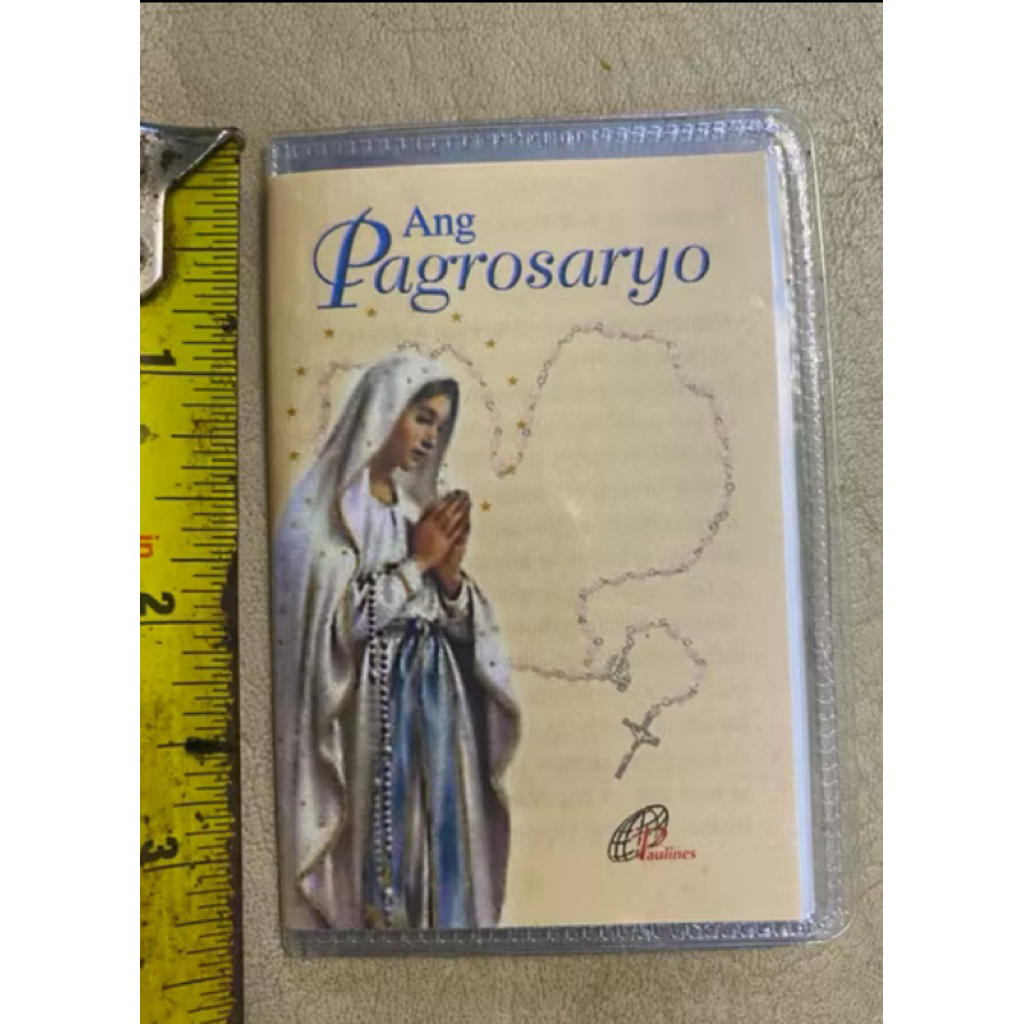 Ang
Pagrosaryo
Paulines
1
in
2
3